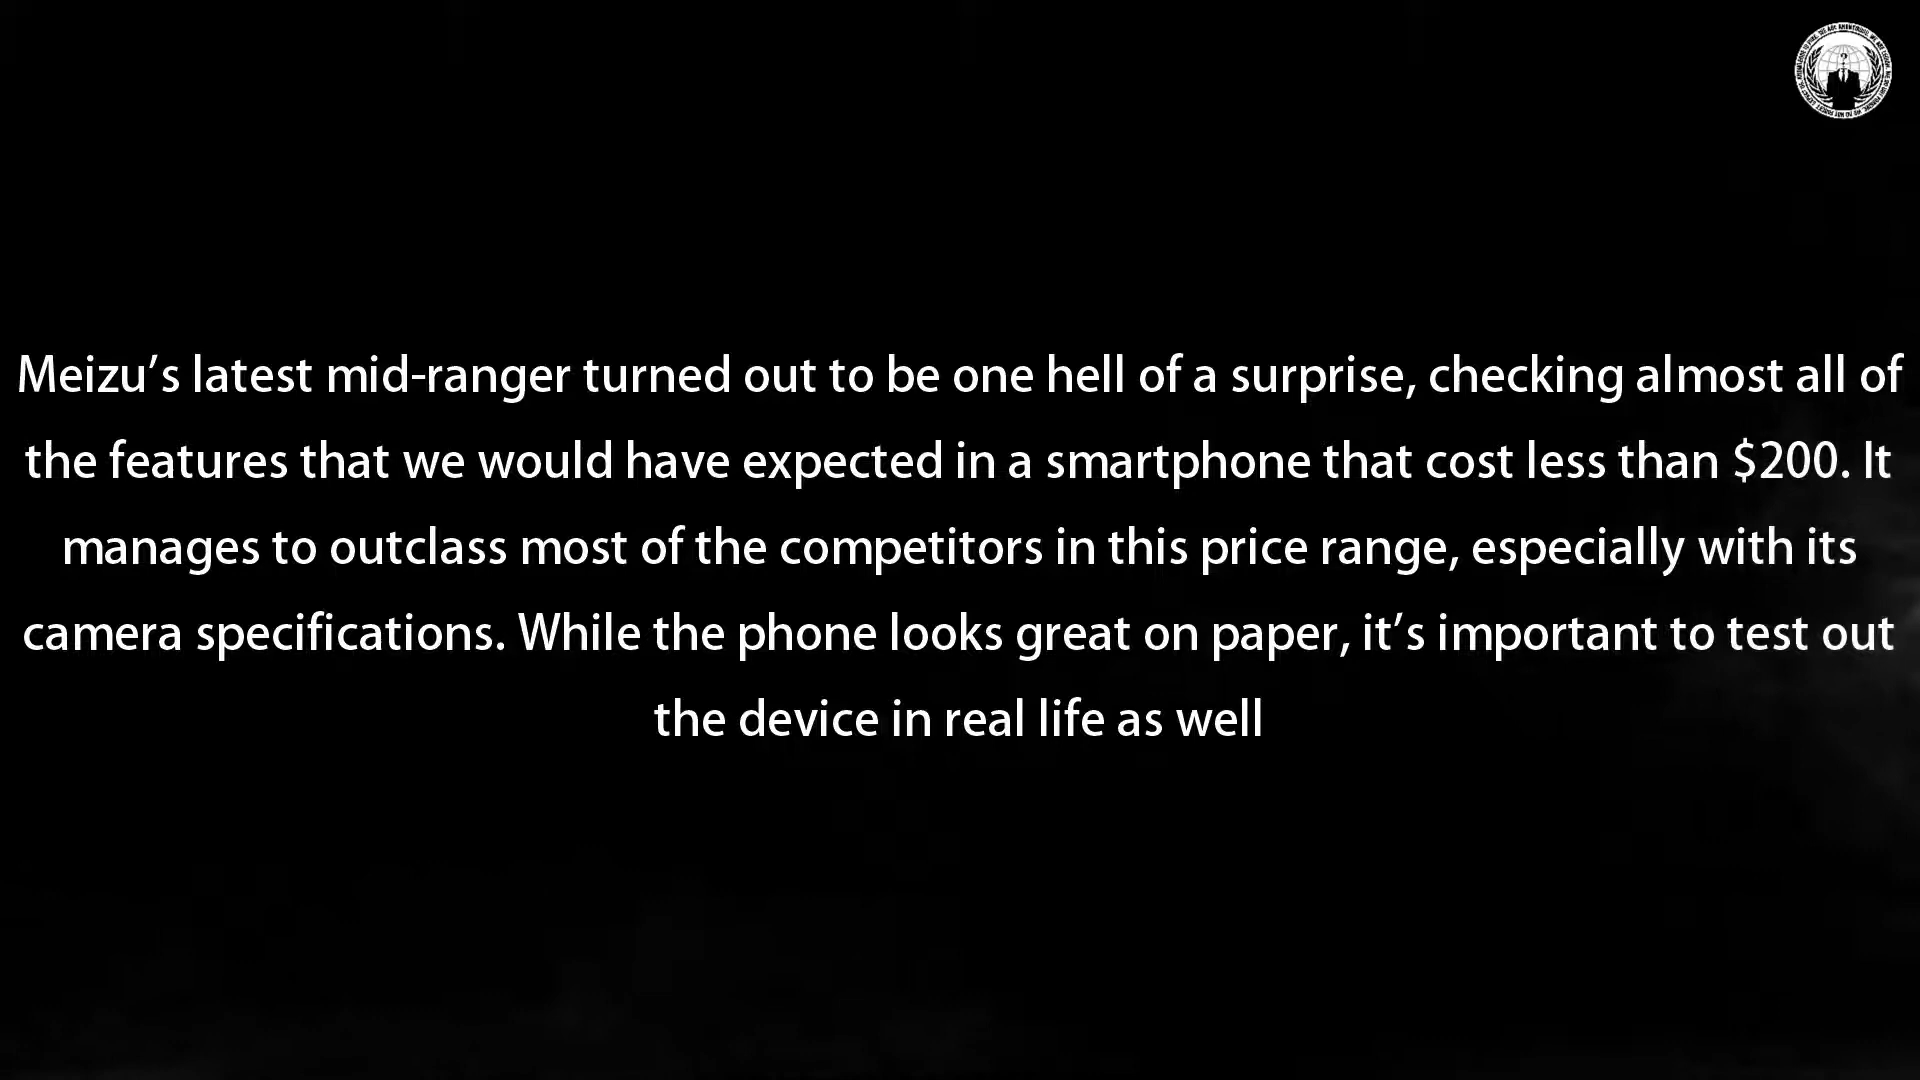 Meizu’s latest mid-ranger turned out to be one hell of a surprise, checking almost all of
the features that we would have expected in a smartphone that cost less than $200. It
manages to outclass most of the competitors in this price range, especially with its
camera specifications. While the phone looks great on paper, it’s important to test out
the device in real life as well